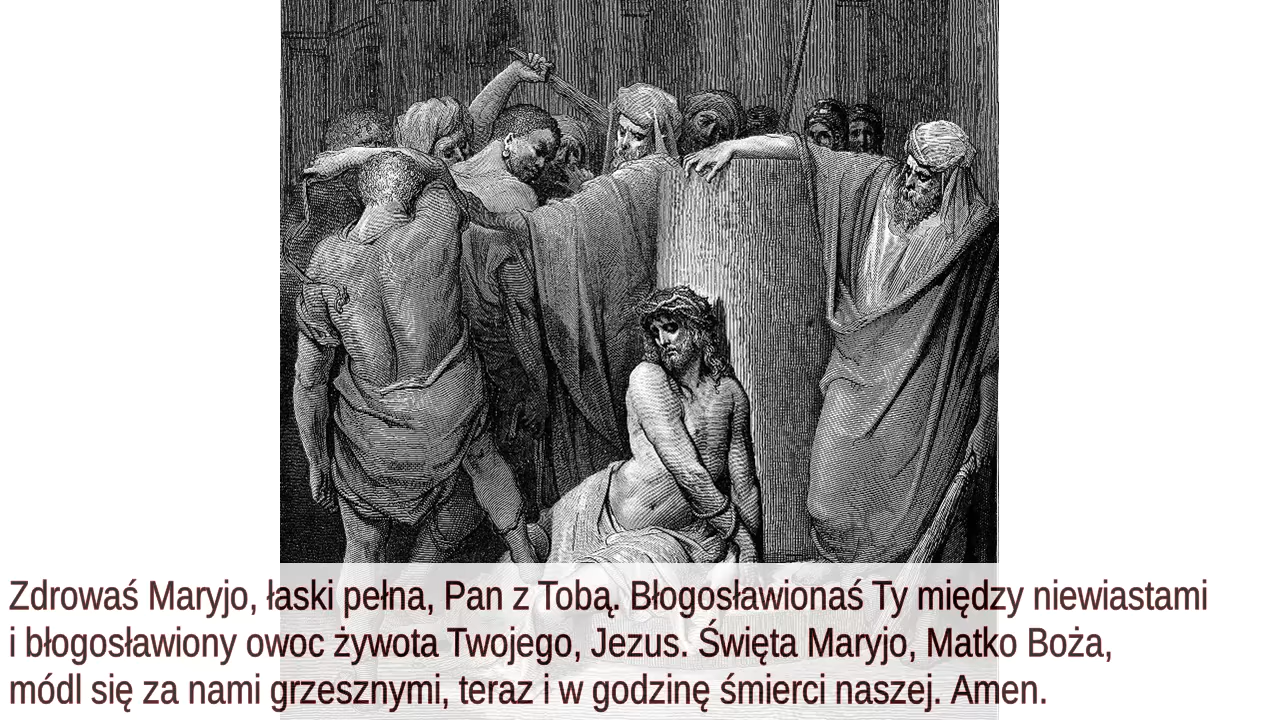 Zdrowaś Maryjo, łaski pełna, Pan z Tobą. Błogosławionaś Ty między niewiastami
i błogosławiony owoc żywota Twojego, Jezus. Święta Maryjo, Matko Boża,
módl się za nami grzesznymi, teraz i w godzinę śmierci naszej. Amen.